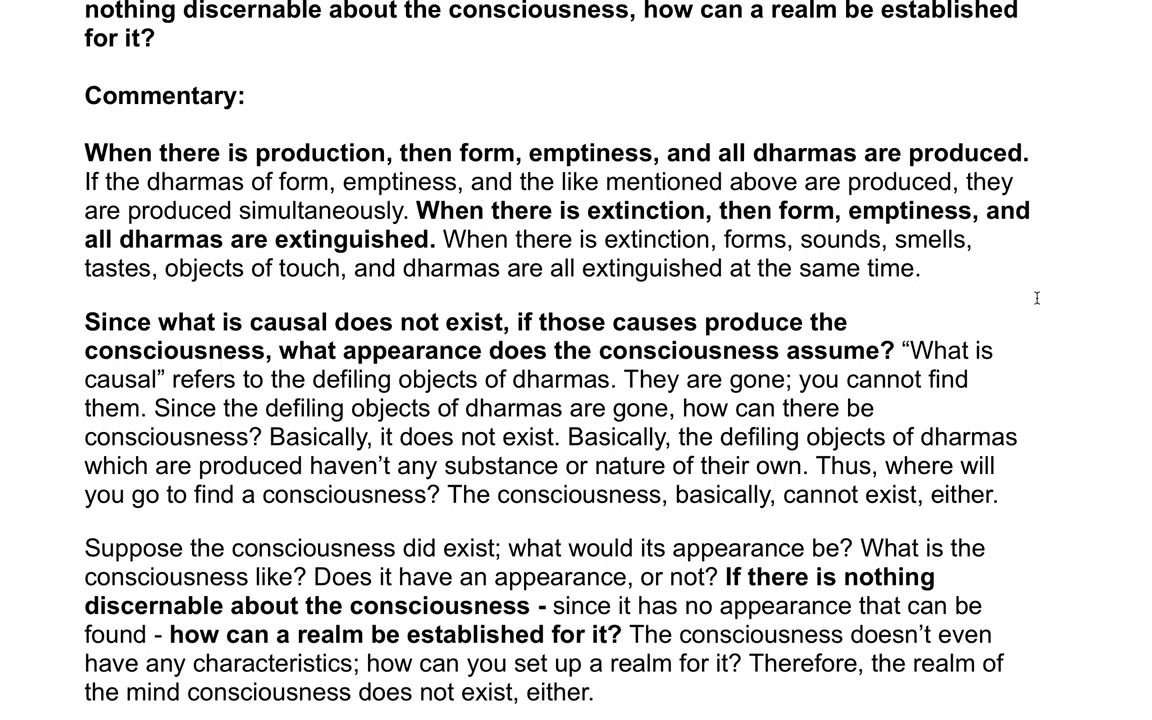 nothing discernable about the consciousness, how can a realm be established
for it?
Commentary:
When there is production, then form, emptiness, and all dharmas are produced.
If the dharmas of form, emptiness, and the like mentioned above are produced, they
are produced simultaneously. When there is extinction, then form, emptiness, and
all dharmas are extinguished. When there is extinction, forms, sounds, smells,
tastes, objects of touch, and dharmas are all extinguished at the same time.
Since what is causal does not exist, if those causes produce the
consciousness, what appearance does the consciousness assume? “What is
causal” refers to the defiling objects of dharmas. They are gone; you cannot find
them. Since the defiling objects of dharmas are gone, how can there be
consciousness? Basically, it does not exist. Basically, the defiling objects of dharmas
which are produced haven’t any substance or nature of their own. Thus, where will
you go to find a consciousness? The consciousness, basically, cannot exist, either.
Suppose the consciousness did exist; what would its appearance be? What is the
consciousness like? Does it have an appearance, or not? If there is nothing
discernable about the consciousness - since it has no appearance that can be
found - how can a realm be established for it? The consciousness doesn’t even
have any characteristics; how can you set up a realm for it? Therefore, the realm of
the mind consciousness does not exist, either.